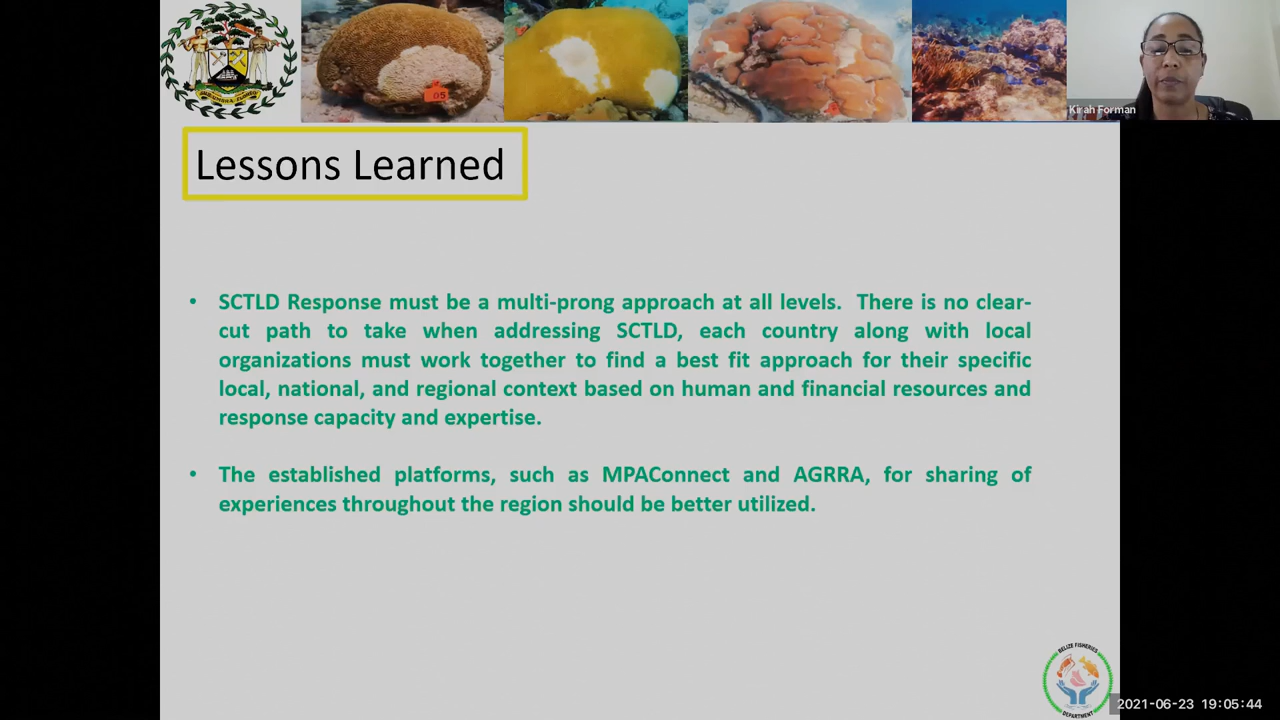 05
Kirah Forman
Lessons Learned
• SCTLD Response must be a multi-prong approach at all levels. There is no clear-
cut path to take when addressing SCTLD, each country along with local
organizations must work together to find a best fit approach for their specific
local, national, and regional context based on human and financial resources and
response capacity and expertise.
• The established platforms, such as MPAConnect and AGRRA, for sharing of
experiences throughout the region should be better utilized.
BELIZE FISHERIES
DEPARTMENT
2021-06-23 19:05:44